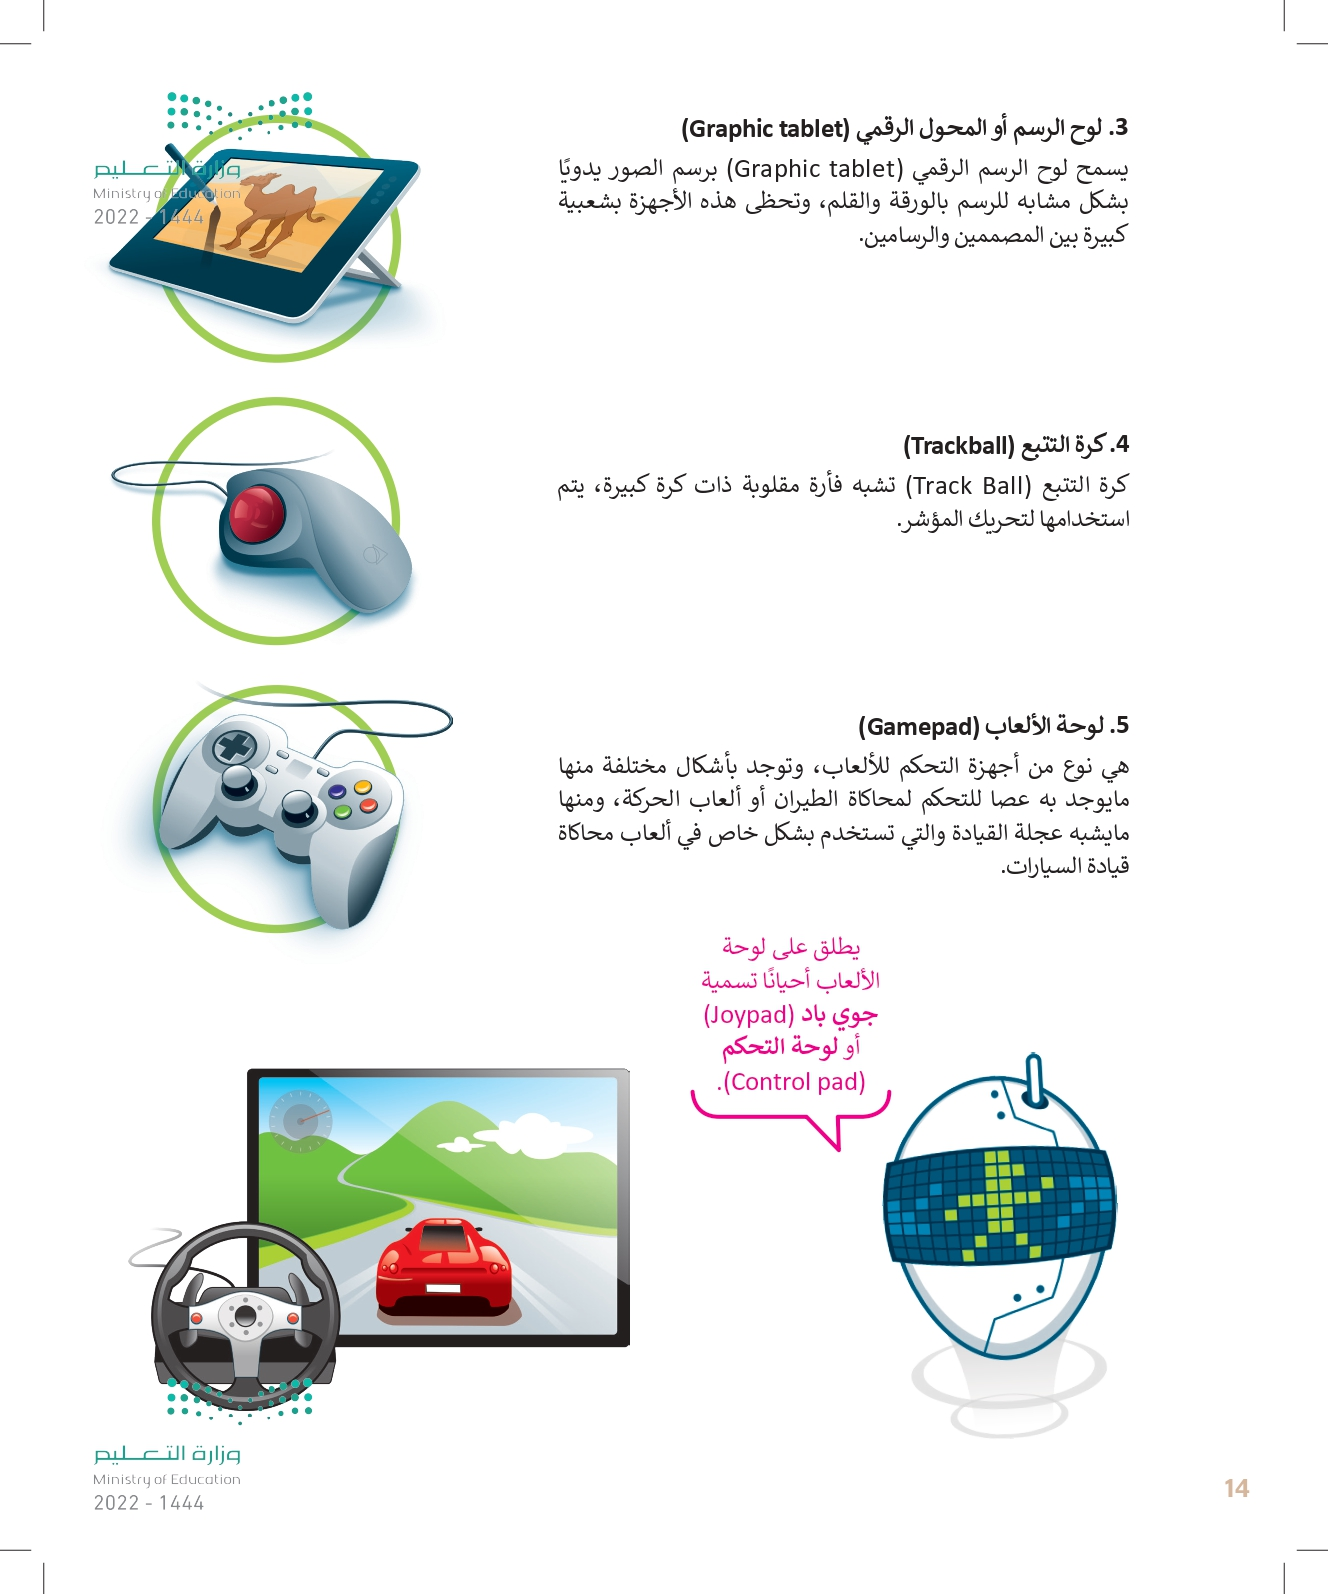 3. لوح الرسم أو المحول الرقمي (Graphic tablet)
يسمح لوح الرسم الرقمي (Graphic tablet) برسم الصور يدويًا
بشكل مشابه للرسم بالورقة والقلم، وتحظى هذه الأجهزة بشعبية
كبيرة بين المصممين والرسامين.
وزارة التعليم
Ministry of Education
2022 - 1444
4. كرة التتبع (Trackball)
كرة التتبع (Track Ball) تشبه فأرة مقلوبة ذات كرة كبيرة، يتم
استخدامها لتحريك المؤشر.
5. لوحة الألعاب (Gamepad)
هي نوع من أجهزة التحكم للألعاب، وتوجد بأشكال مختلفة منها
مايوجد به عصا للتحكم لمحاكاة الطيران أو ألعاب الحركة، ومنها
مايشبه عجلة القيادة والتي تستخدم بشكل خاص في ألعاب محاكاة
قيادة السيارات.
يطلق على لوحة
الألعاب أحيانًا تسمية
جوي باد (Joypad)
أو لوحة التحكم
(Control pad).
وزارة التعليم
Ministry of Education
2022 - 1444
14